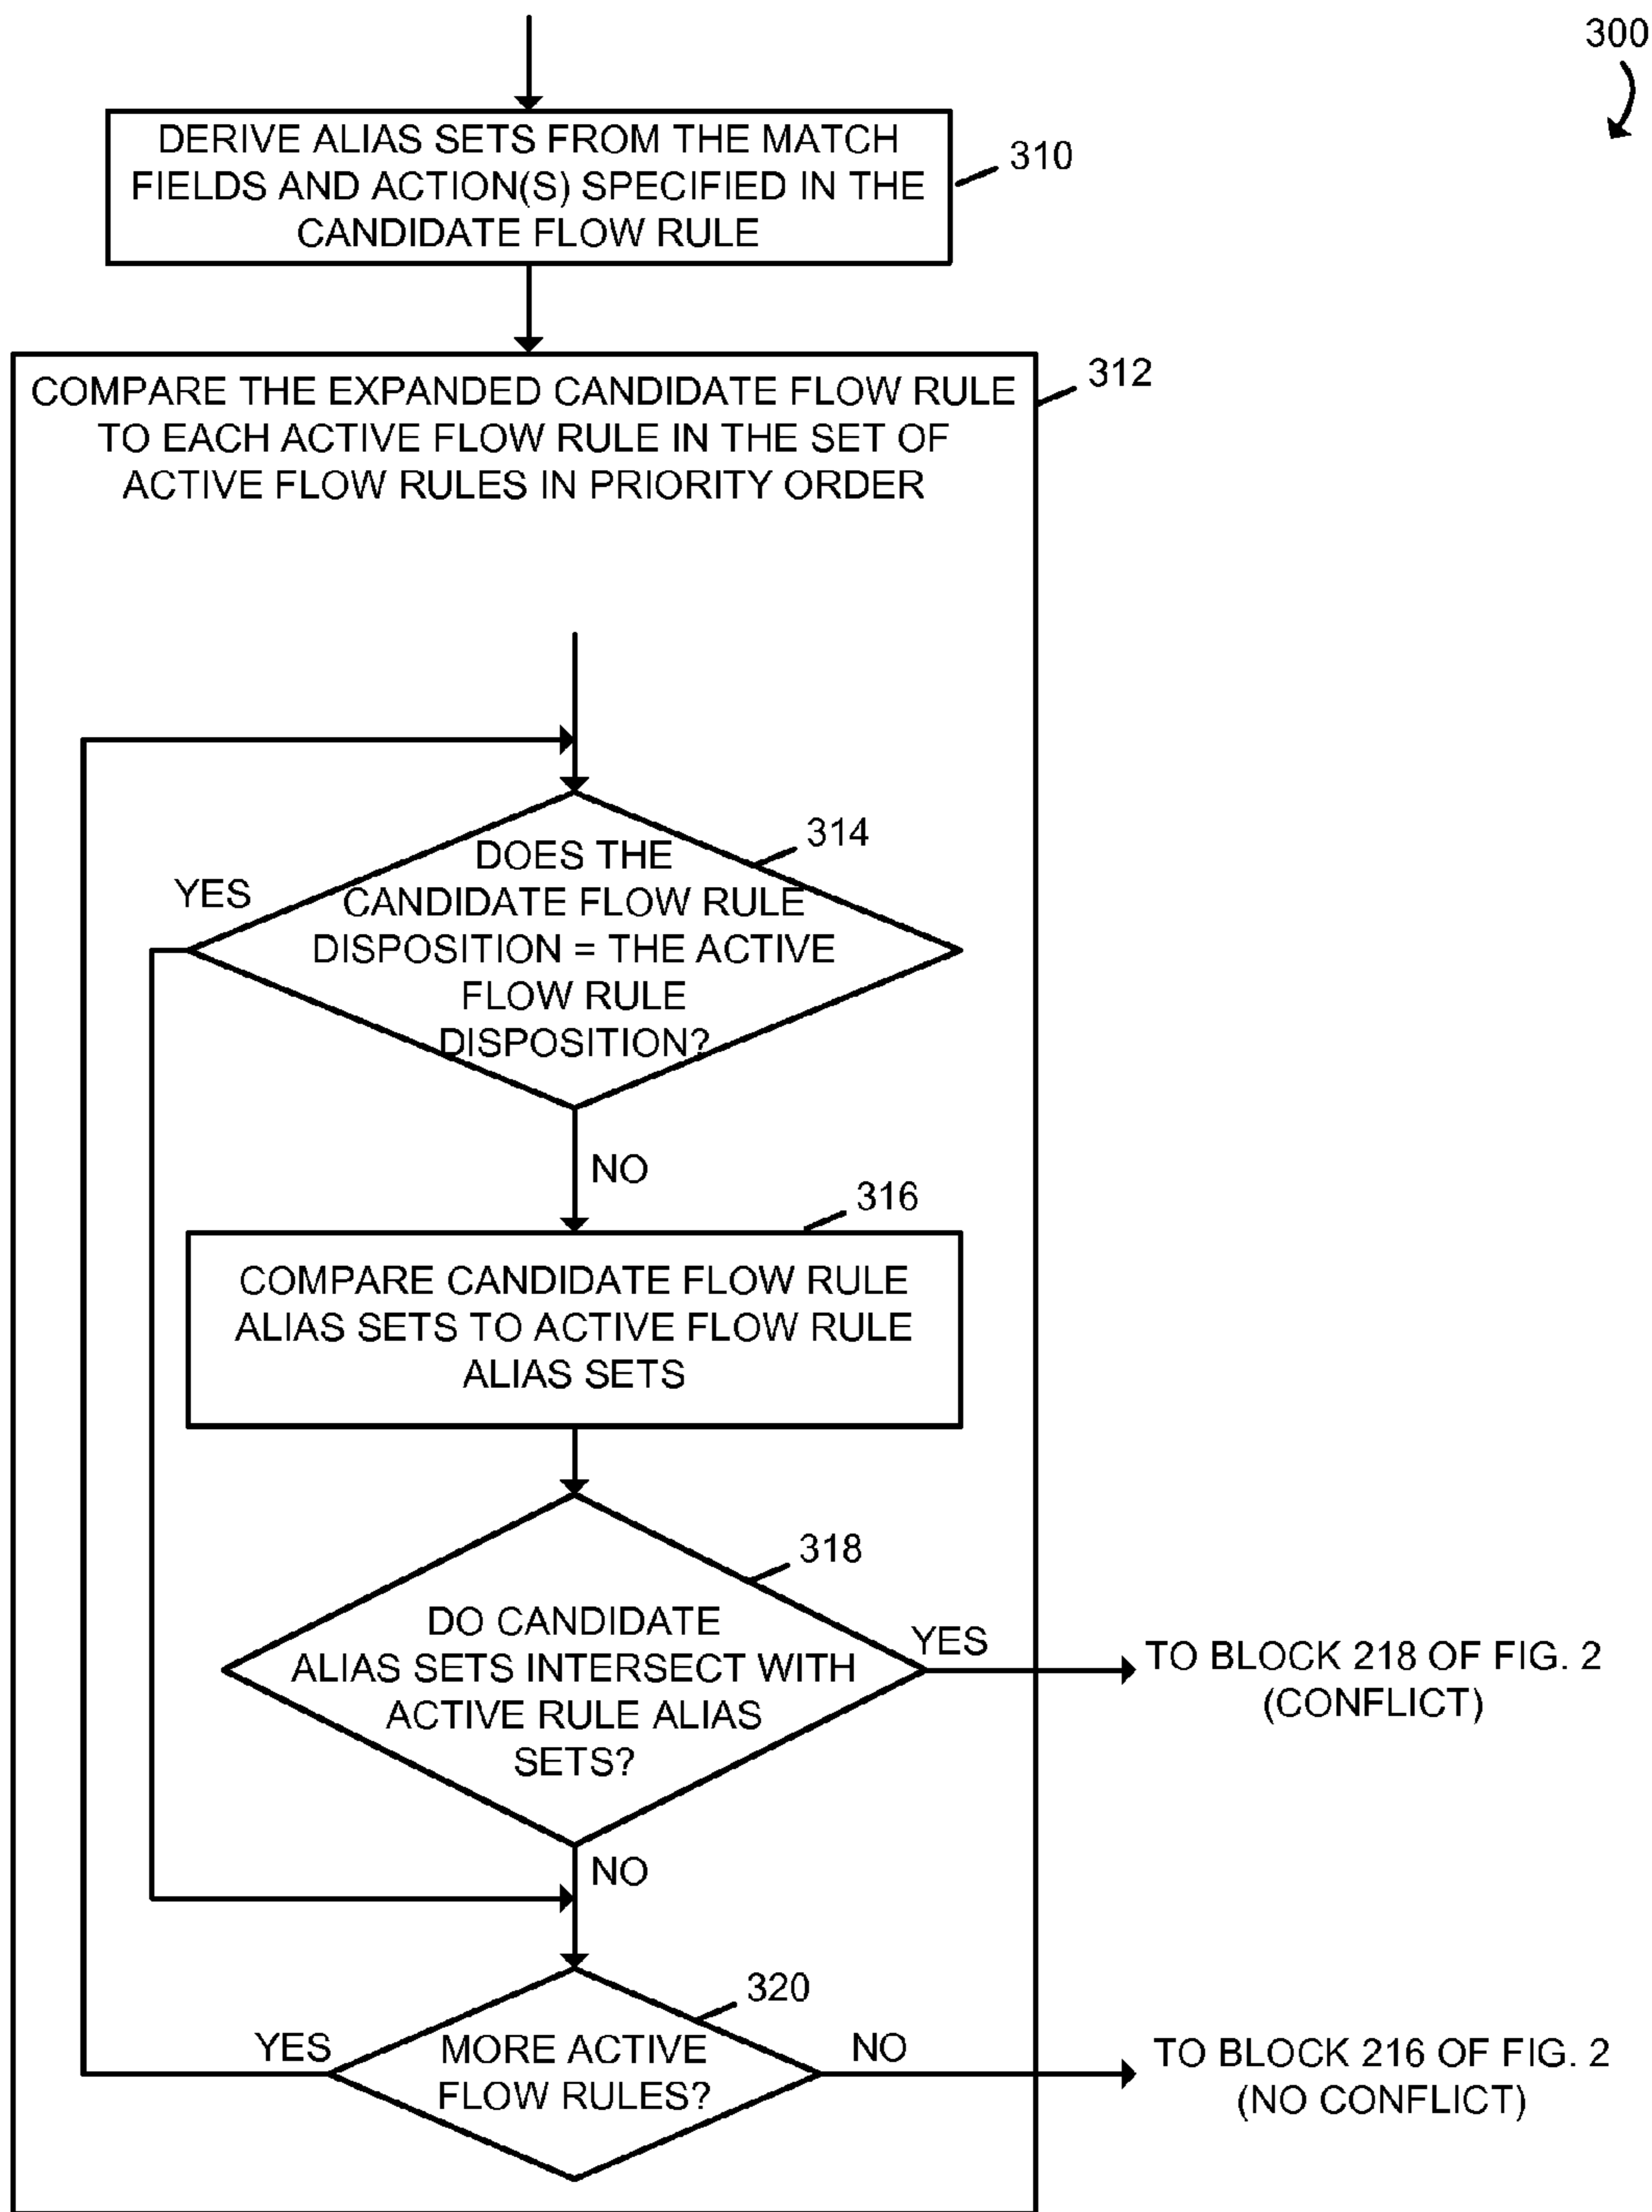 300
DERIVE ALIAS SETS FROM THE MATCH
FIELDS AND ACTION(S) SPECIFIED IN THE
CANDIDATE FLOW RULE
310
COMPARE THE EXPANDED CANDIDATE FLOW RULE
TO EACH ACTIVE FLOW RULE IN THE SET OF
ACTIVE FLOW RULES IN PRIORITY ORDER
312
DOES THE
CANDIDATE FLOW RULE
DISPOSITION = THE ACTIVE
FLOW RULE
DISPOSITION?
314
YES
NO
316
COMPARE CANDIDATE FLOW RULE
ALIAS SETS TO ACTIVE FLOW RULE
ALIAS SETS
318
DO CANDIDATE
ALIAS SETS INTERSECT WITH
ACTIVE RULE ALIAS
SETS?
YES
TO BLOCK 218 OF FIG. 2
(CONFLICT)
NO
320
YES
MORE ACTIVE
FLOW RULES?
NO
TO BLOCK 216 OF FIG. 2
(NO CONFLICT)